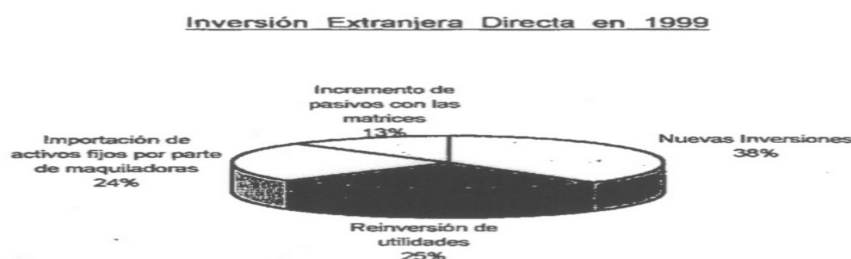 Inversión Extranjera Directa en 1999
Incremento de
pasivos con las
matrices
13%
Importación de
activos fijos por parte
de maquiladoras
24%
Nuevas Inversiones
38%
Reinversión de
utilidades
25%